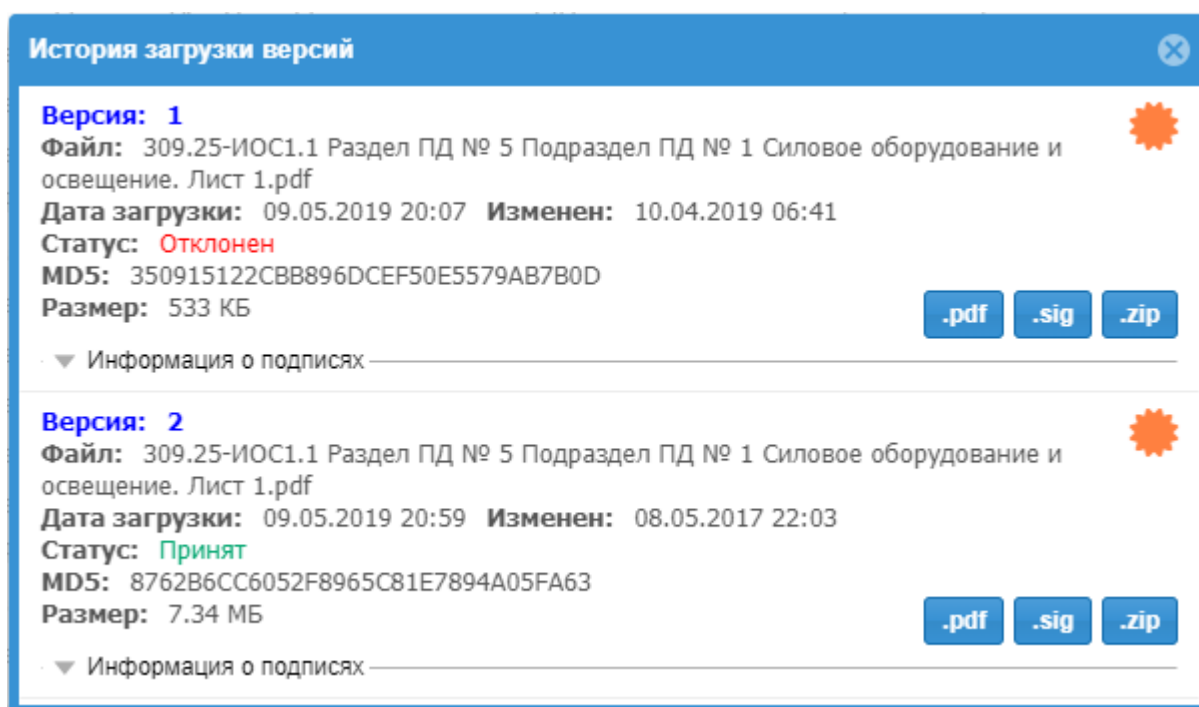 История загрузки версий
Версия: 1
Файл: 309.25-ИОС1.1 Раздел ПД № 5 Подраздел ПД № 1 Силовое оборудование и
освещение. Лист 1.pdf
Дата загрузки: 09.05.2019 20:07 Изменен: 10.04.2019 06:41
Статус: Отклонен
MD5: 350915122CBB896DCEF50E5579AB7B0D
Размер: 533 КБ
.pdf .sig .zip
Информация о подписях
Версия: 2
Файл: 309.25-ИОС1.1 Раздел ПД № 5 Подраздел ПД № 1 Силовое оборудование и
освещение. Лист 1.pdf
Дата загрузки: 09.05.2019 20:59 Изменен: 08.05.2017 22:03
Статус: Принят
MD5: 8762B6CC6052F8965C81E7894A05FA63
Размер: 7.34 МБ
.pdf .sig .zip
Информация о подписях